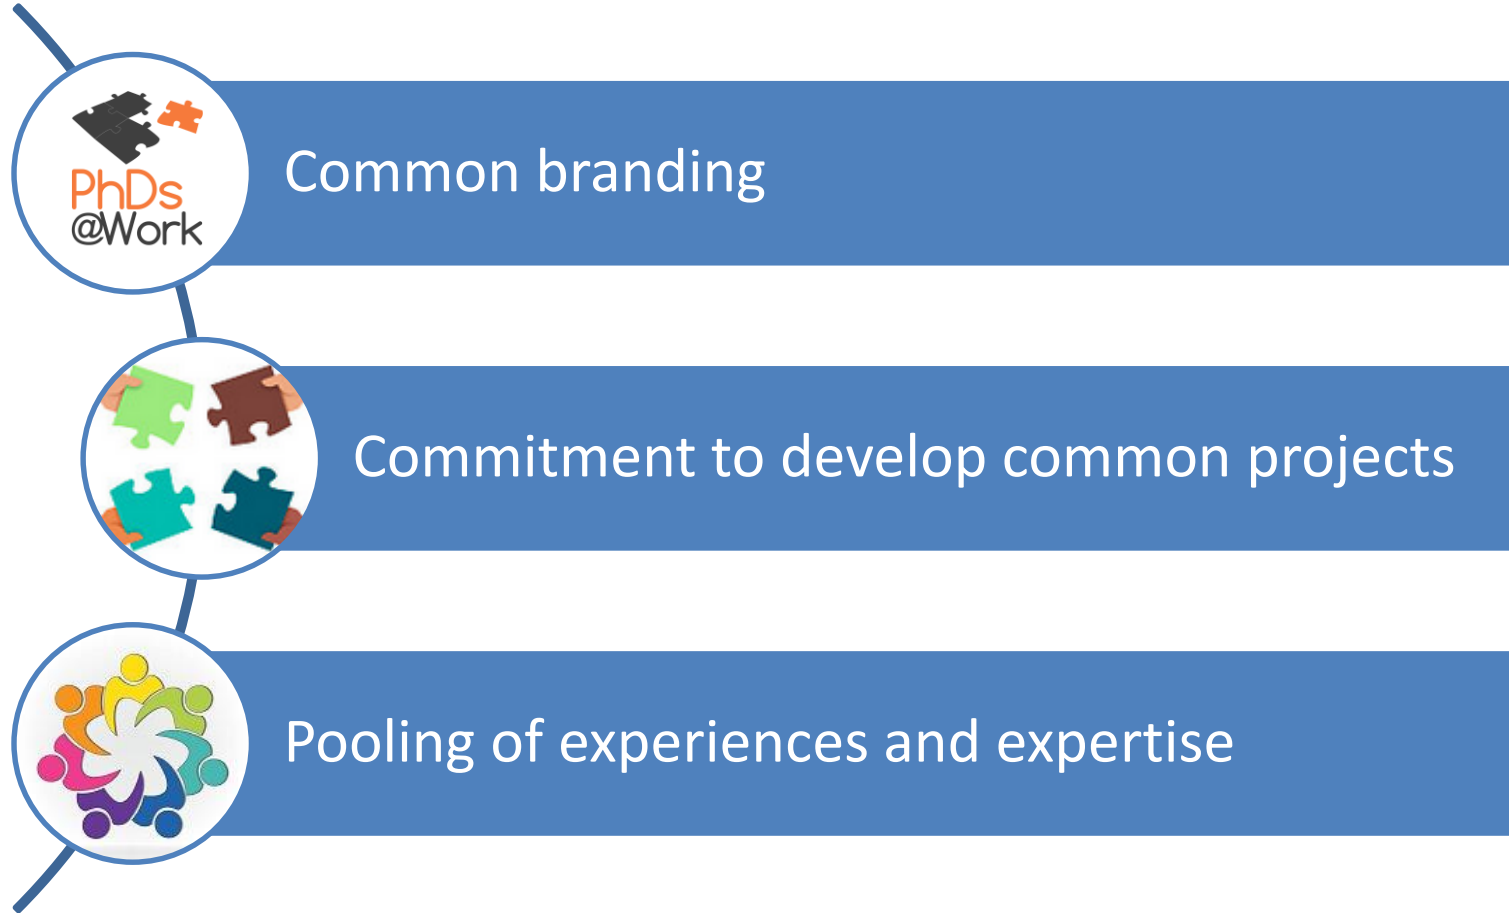 PhDs
@Work
Common branding
Commitment to develop common projects
Pooling of experiences and expertise